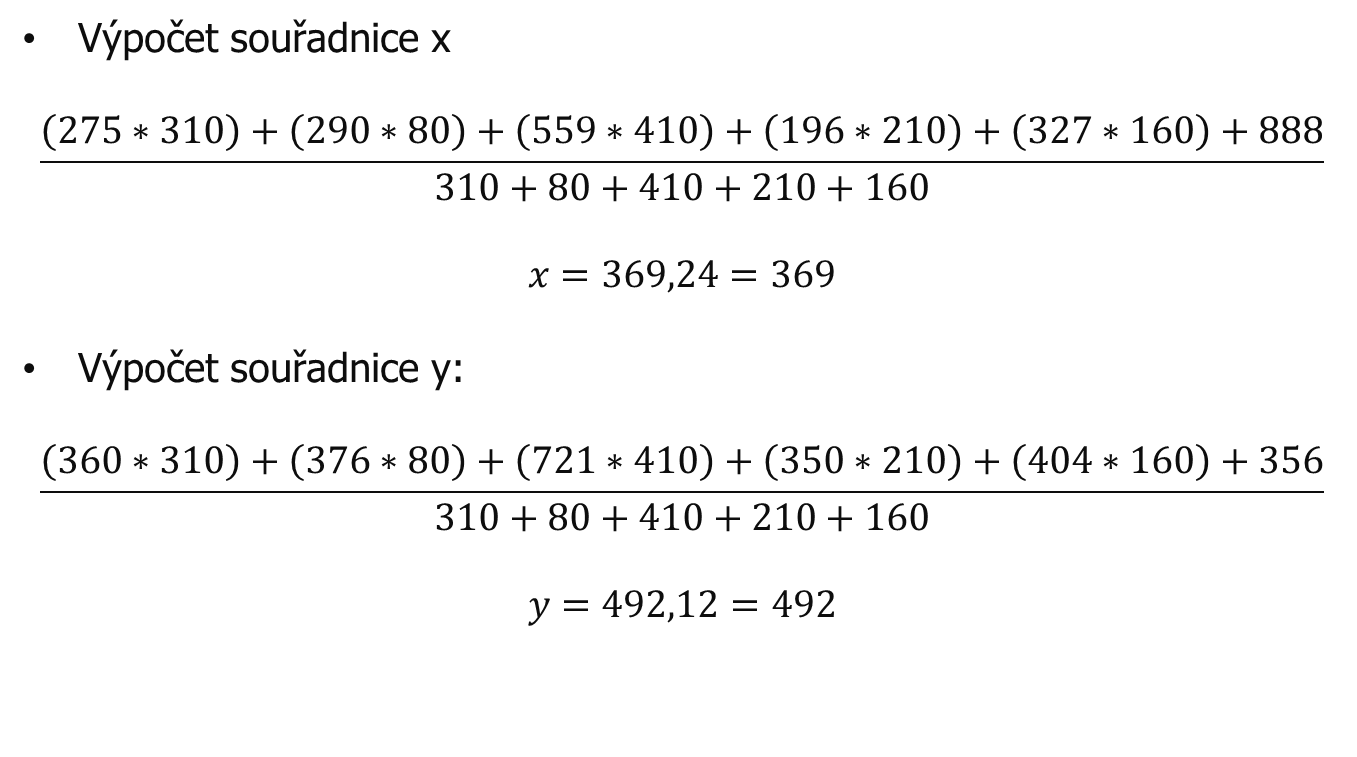 • Výpočet souřadnice x
(275 ∗ 310) + (290 ∗ 80) + (559 ∗ 410) + (196 ∗ 210) + (327 ∗ 160) + 888
310 + 80 + 410 + 210 + 160
x = 369,24 = 369
• Výpočet souřadnice y:
(360 ∗ 310) + (376 ∗ 80) + (721 ∗ 410) + (350 ∗ 210) + (404 ∗ 160) + 356
310 + 80 + 410 + 210 + 160
y = 492,12 = 492